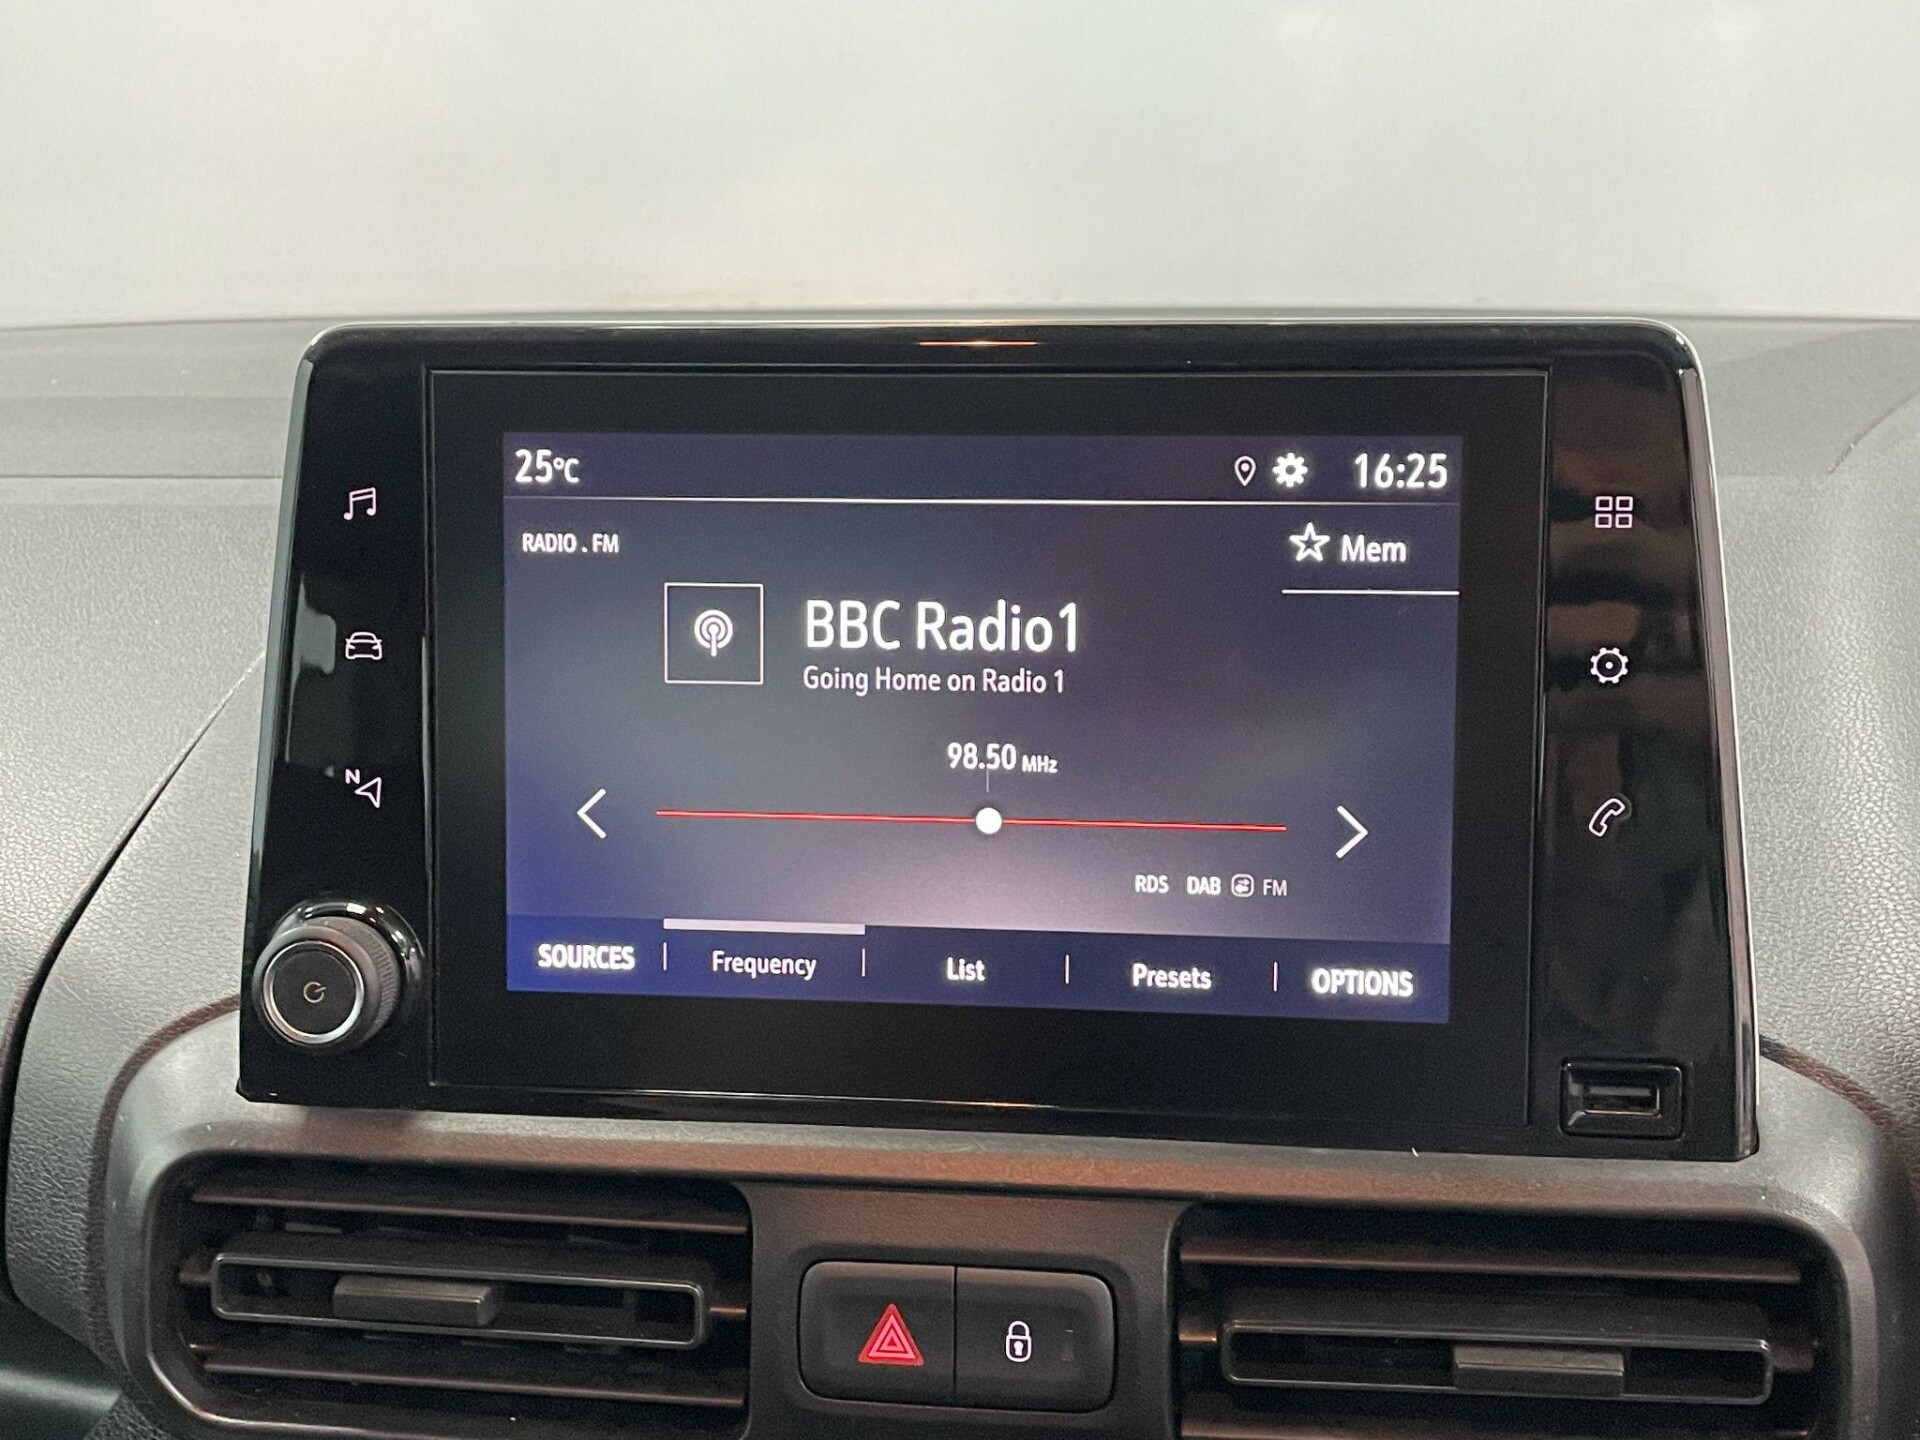 25°C 16:25
RADIO . FM
Mem
BBC Radio1
Going Home on Radio 1
98.50 MHz
N
RDS DAB FM
SOURCES | Frequency | List | Presets | OPTIONS